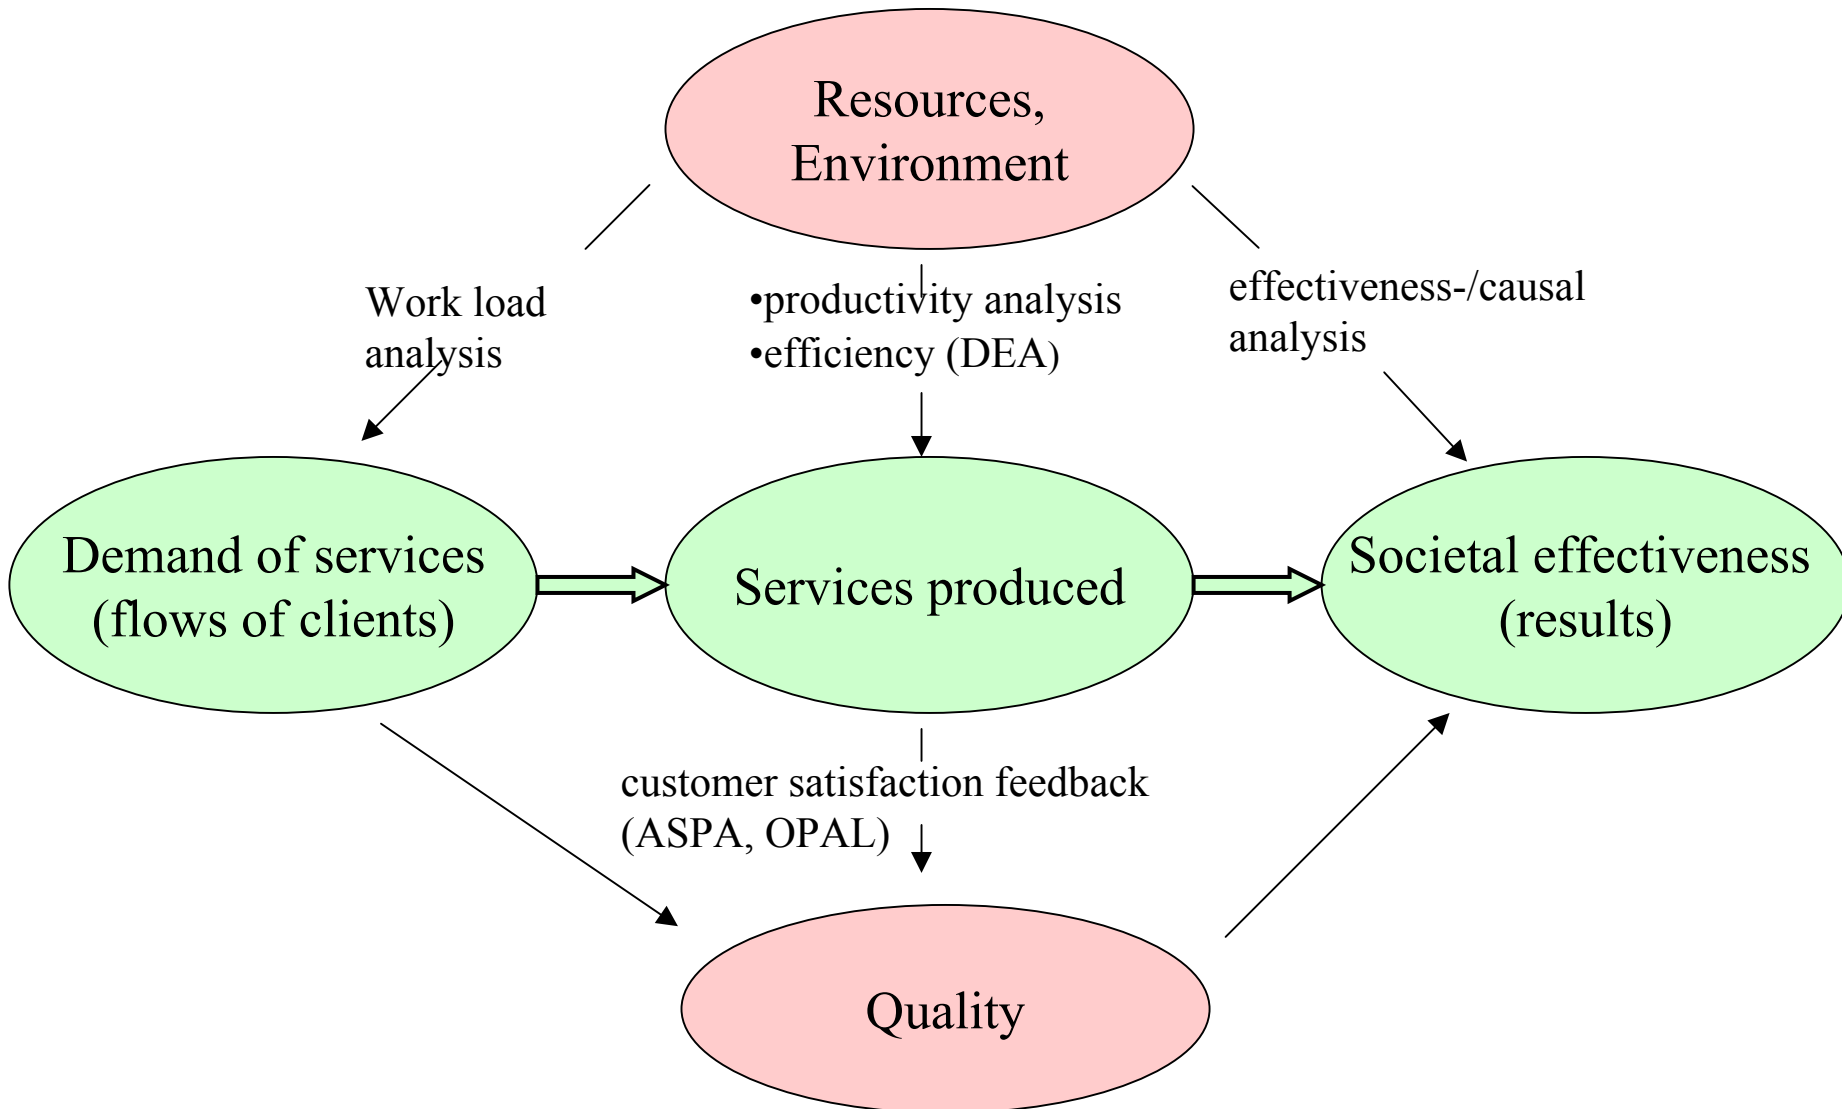 Resources,
Environment
Work load
analysis
•productivity analysis
•efficiency (DEA)
effectiveness-/causal
analysis
Demand of services
(flows of clients)
Services produced
Societal effectiveness
(results)
customer satisfaction feedback
(ASPA, OPAL)
Quality